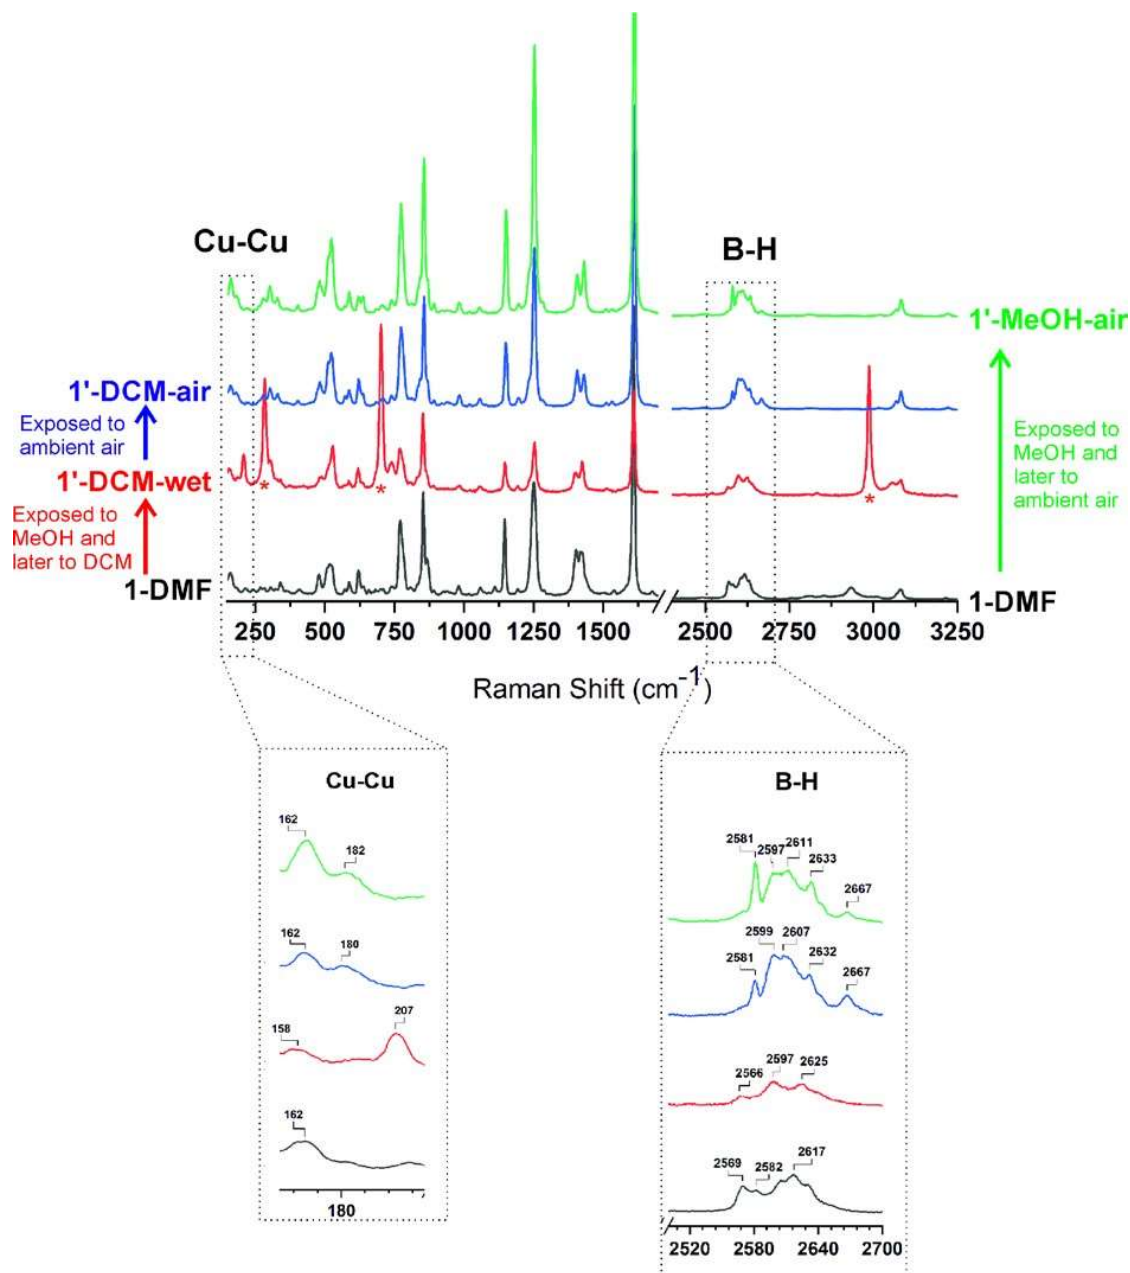 Cu-Cu
B-H
1'-MeOH-air
1'-DCM-air
Exposed to
ambient air
Exposed to
MeOH and
later to
ambient air
1'-DCM-wet
* * *
Exposed to
MeOH and
later to DCM
1-DMF
1-DMF
250 500 750 1000 1250 1500 2500 2750 3000 3250
Raman Shift (cm-1)
Cu-Cu
162
182
162
180
158
207
162
180
B-H
2581 2597 2611
2633
2667
2599 2607
2581
2632
2667
2566 2597 2625
2569 2582 2617
2520 2580 2640 2700